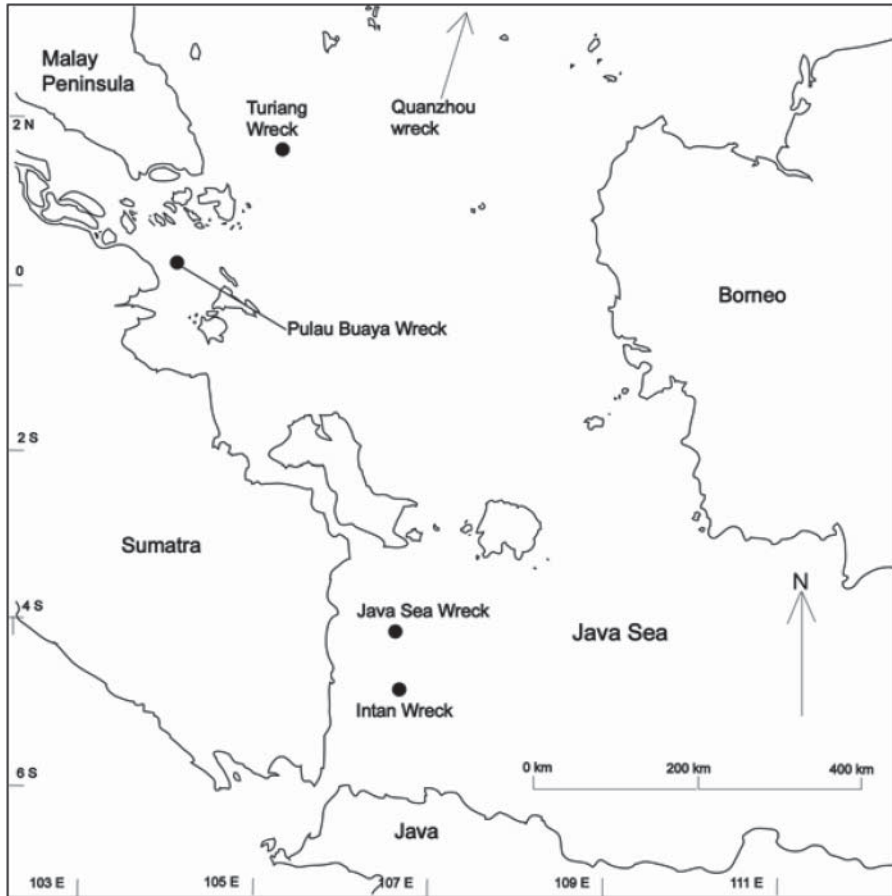 Malay
Peninsula
Turiang
Wreck
Quanzhou
wreck
2 N
0
Borneo
Pulau Buaya Wreck
2 S
Sumatra
N
4 S
Java Sea Wreck
Java Sea
Intan Wreck
0 km
200 km
400 km
6 S
Java
103 E
105 E
107 E
109 E
111 E